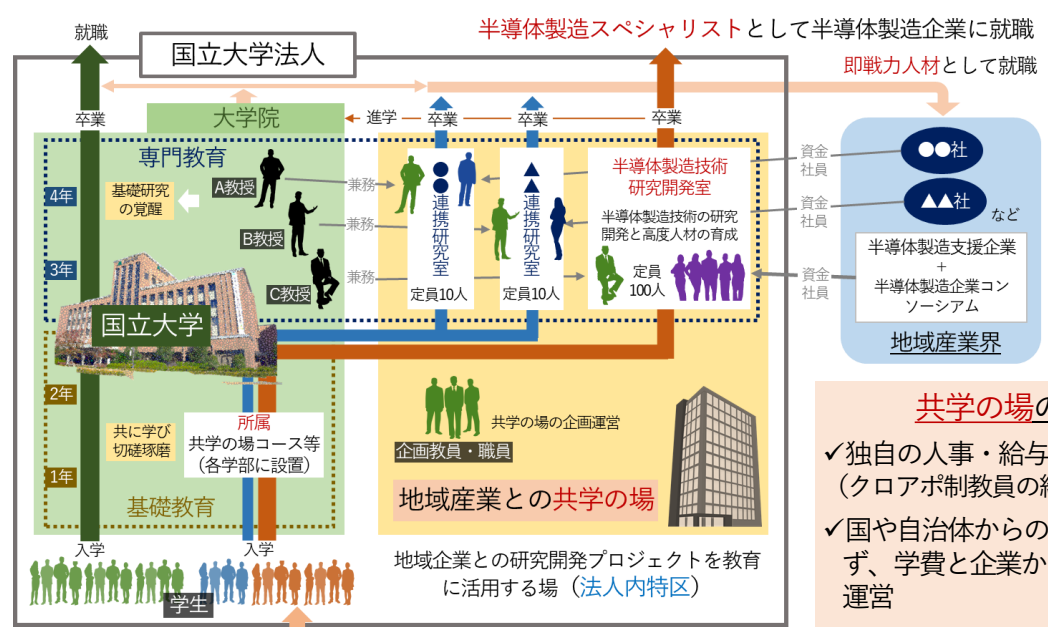 就職
国立大学法人
半導体製造スペシャリストとして半導体製造企業に就職
即戦力人材として就職
卒業
大学院
進学
卒業
卒業
卒業
専門教育
4年
基礎研究
の覚醒
A教授
B教授
C教授
兼務
兼務
兼務
●●連携研究室
定員10人
▲▲連携研究室
定員10人
半導体製造技術
研究開発室
半導体製造技術の研究
開発と高度人材の育成
定員
100人
資金
社員
資金
社員
資金
社員
●●社
▲▲社
など
半導体製造支援企業
+
半導体製造企業コン
ソーシアム
地域産業界
3年
国立大学
2年
共に学び
切磋琢磨
所属
共学の場コース等
（各学部に設置）
1年
基礎教育
共学の場の企画運営
企画教員・職員
地域産業との共学の場
入学
入学
学生
地域企業との研究開発プロジェクトを教育
に活用する場（法人内特区）
共学の場の
✓独自の人事・給与
（クロアポ制教員の
✓国や自治体からの
ず、学費と企業か
運営